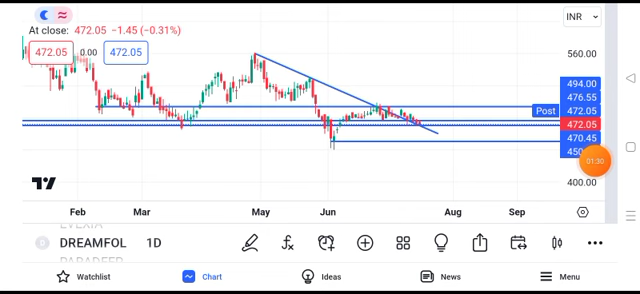 INR
At close: 472.05 −1.45 (−0.31%)
472.05 0.00 472.05
560.00
494.00
476.55
Post 472.05
472.05
470.45
450
01:30
400.00
Feb Mar May Jun Aug Sep
D DREAMFOL 1D
Watchlist Chart Ideas News Menu